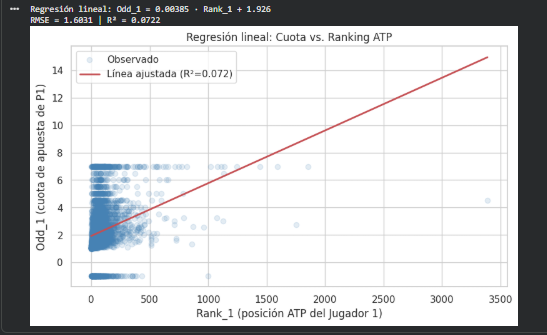 Regresión lineal: Odd_1 = 0.00385 · Rank_1 + 1.926
RMSE = 1.6031 | R² = 0.0722
Regresión lineal: Cuota vs. Ranking ATP
Observado
Línea ajustada (R²=0.072)
Odd_1 (cuota de apuesta de P1)
14
12
10
8
6
4
2
0
0
500
1000
1500
2000
2500
3000
3500
Rank_1 (posición ATP del Jugador 1)